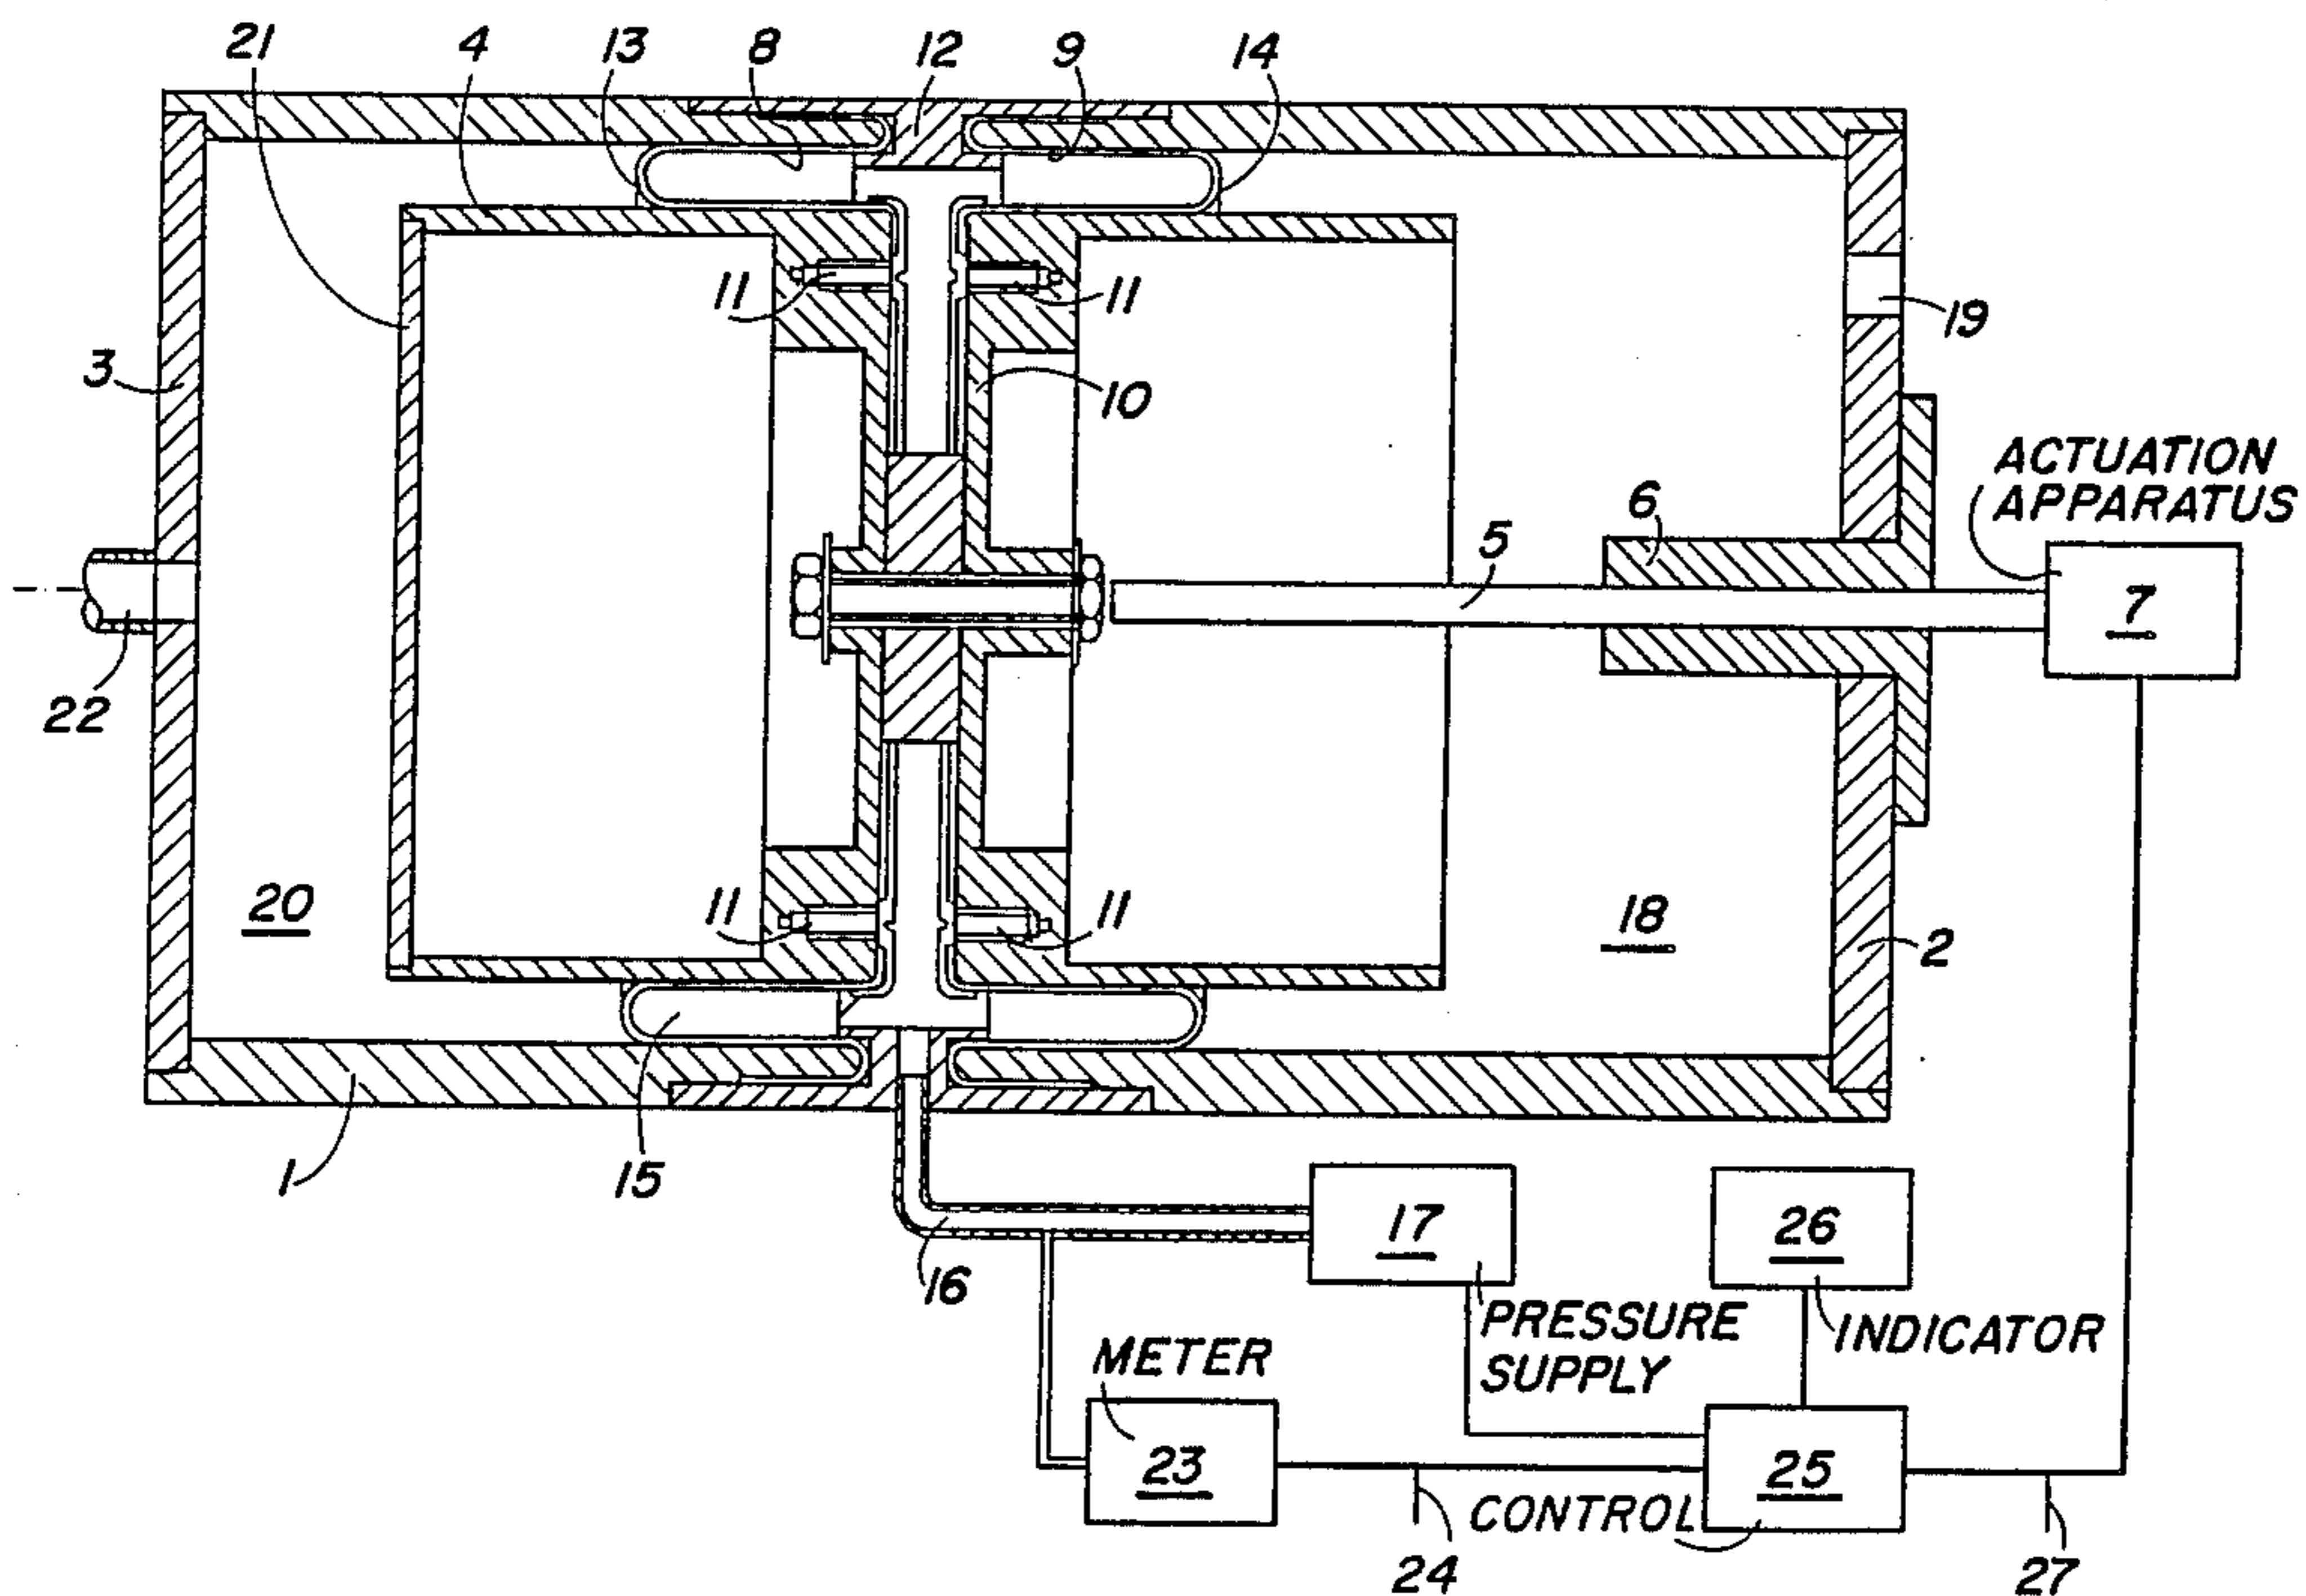 21 4 13 8 12 9 14
11 11
19
3
10
ACTUATION
APPARATUS
6
5
7
22
20
11 11
18
2
1
15
17
26
16
PRESSURE
SUPPLY
INDICATOR
METER
23
25
CONTROL
24
27